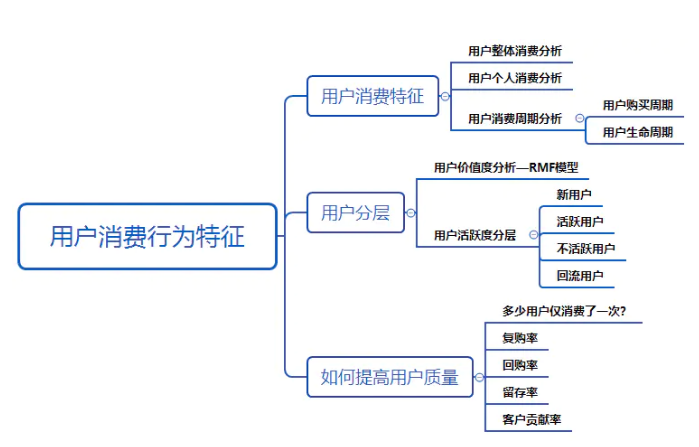 用户消费行为特征
用户消费特征
用户整体消费分析
用户个人消费分析
用户消费周期分析
用户购买周期
用户生命周期
用户分层
用户价值度分析—RMF模型
用户活跃度分层
新用户
活跃用户
不活跃用户
回流用户
如何提高用户质量
多少用户仅消费了一次?
复购率
回购率
留存率
客户贡献率